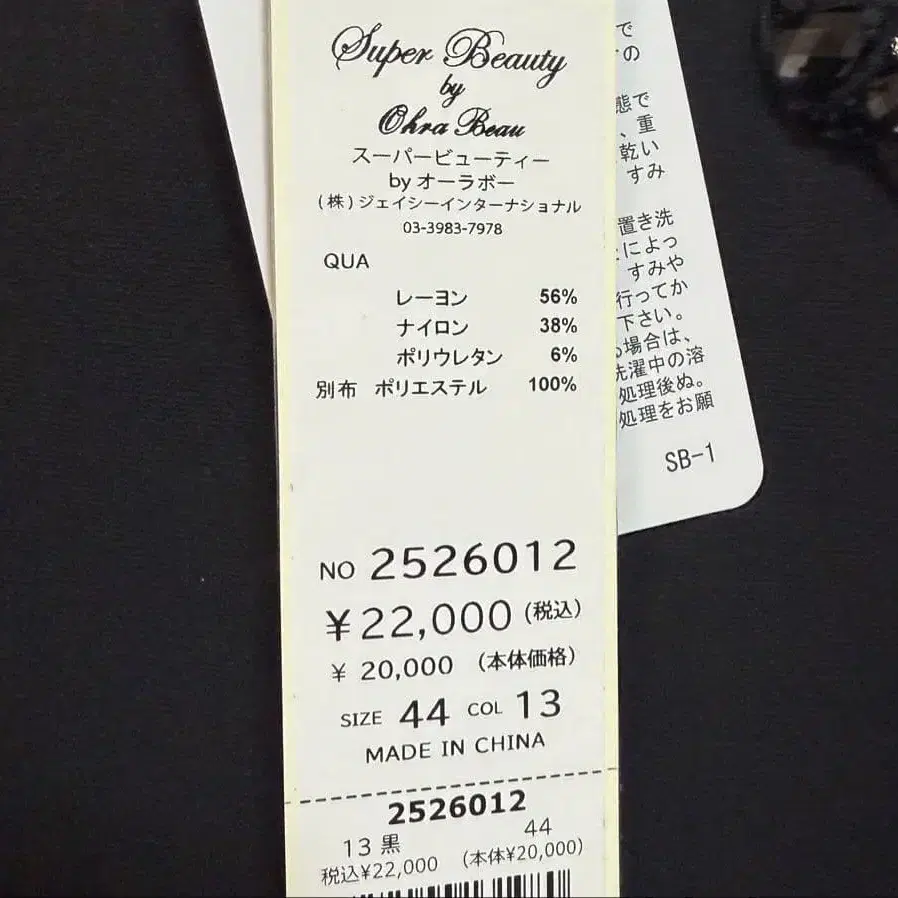 Super Beauty
by
Ohra Beau
スーパービューティー
by オーラボー
(株)ジェイシーインターナショナル
03-3983-7978
QUA
レーヨン 56%
ナイロン 38%
ポリウレタン 6%
別布 ポリエステル 100%
NO 2526012
¥22,000 (税込)
¥ 20,000 (本体価格)
SIZE 44 COL 13
MADE IN CHINA
2526012
13 黒 44
税込¥22,000 (本体¥20,000)
で
の
態で
、重
乾い
すみ
置き洗
によっ
すみや
行ってか
下さい。
場合は、
洗濯中の溶
処理後ぬ。
処理をお願
SB-1